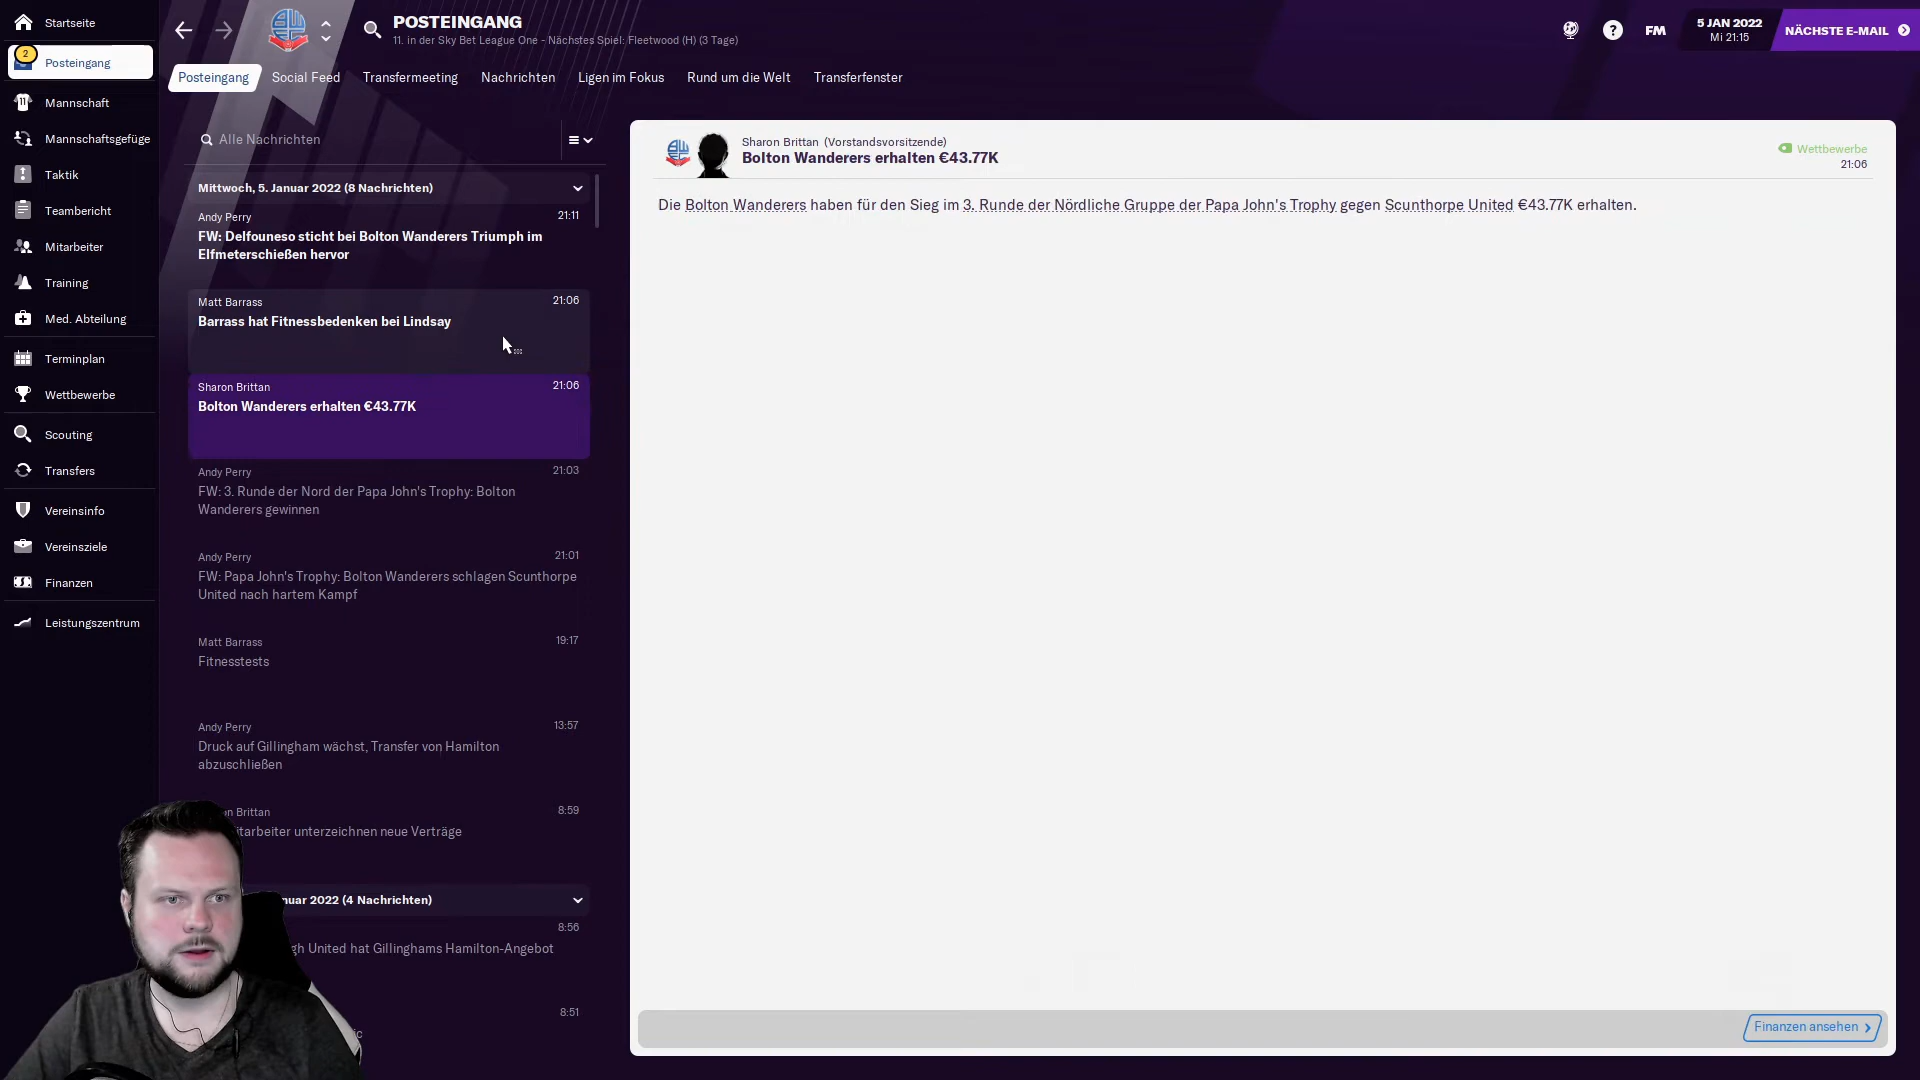 Startseite
2
Posteingang
Mannschaft
Mannschaftsgefüge
Taktik
Teambericht
Mitarbeiter
Training
Med. Abteilung
Terminplan
Wettbewerbe
Scouting
Transfers
Vereinsinfo
Vereinsziele
Finanzen
Leistungszentrum
POSTEINGANG
11. in der Sky Bet League One - Nächstes Spiel: Fleetwood (H) (3 Tage)
FM
5 JAN 2022
Mi 21:15
NÄCHSTE E-MAIL
Posteingang Social Feed Transfermeeting Nachrichten Ligen im Fokus Rund um die Welt Transferfenster
Alle Nachrichten
Mittwoch, 5. Januar 2022 (8 Nachrichten)
Andy Perry 21:11
FW: Delfouneso sticht bei Bolton Wanderers Triumph im
Elfmeterschießen hervor
Matt Barrass 21:06
Barrass hat Fitnessbedenken bei Lindsay
Sharon Brittan 21:06
Bolton Wanderers erhalten €43.77K
Andy Perry 21:03
FW: 3. Runde der Nord der Papa John's Trophy: Bolton
Wanderers gewinnen
Andy Perry 21:01
FW: Papa John's Trophy: Bolton Wanderers schlagen Scunthorpe
United nach hartem Kampf
Matt Barrass 19:17
Fitnesstests
Andy Perry 13:57
Druck auf Gillingham wächst, Transfer von Hamilton
abzuschließen
Brittan 8:59
unterzeichnen neue Verträge
2022 (4 Nachrichten)
8:56
United hat Gillinghams Hamilton-Angebot
8:51
Sharon Brittan (Vorstandsvorsitzende)
Bolton Wanderers erhalten €43.77K
Wettbewerbe
21:06
Die Bolton Wanderers haben für den Sieg im 3. Runde der Nördliche Gruppe der Papa John's Trophy gegen Scunthorpe United €43.77K erhalten.
Finanzen ansehen